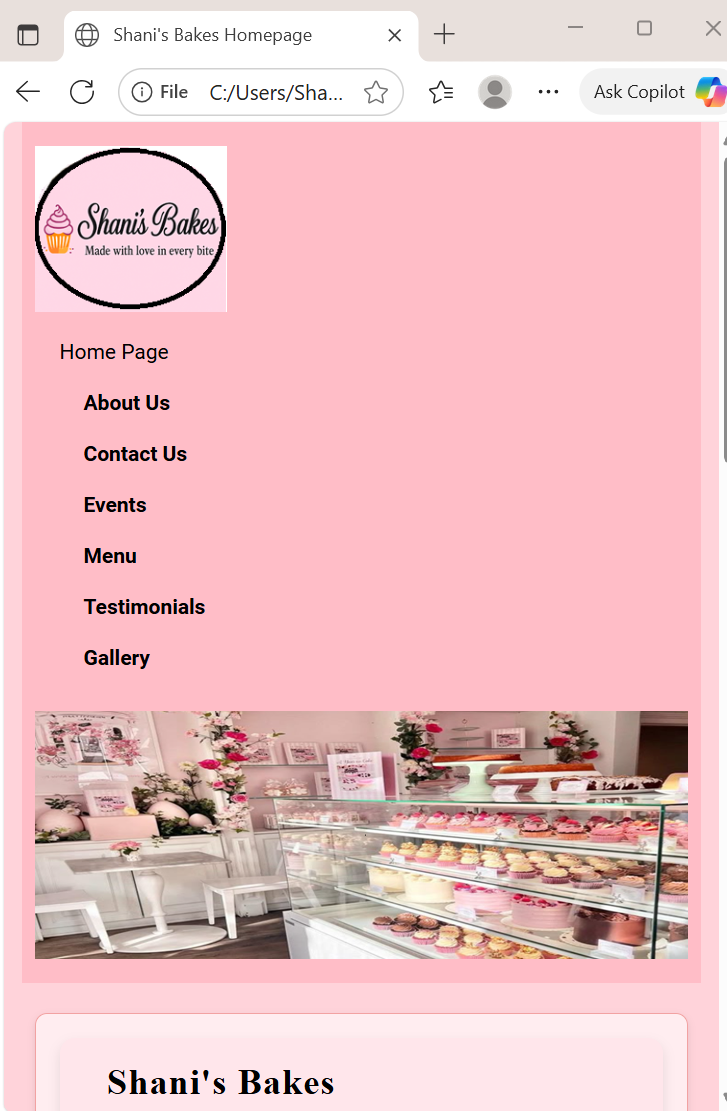 Shani's Bakes Homepage
File C:/Users/Sha... Ask Copilot
Shani's Bakes
Made with love in every bite
Home Page
About Us
Contact Us
Events
Menu
Testimonials
Gallery
Shani's Bakes